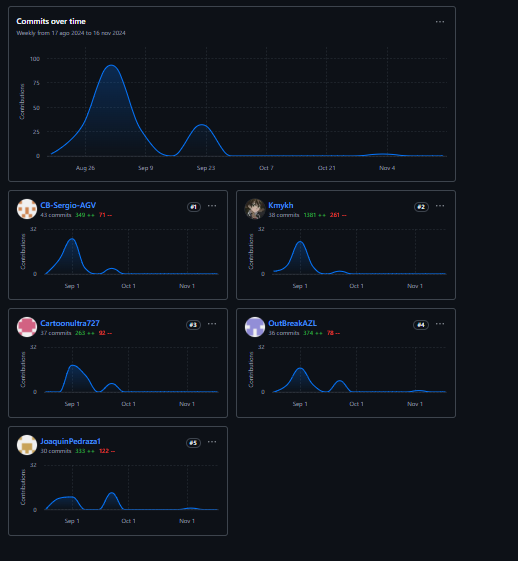 Commits over time
Weekly from 17 ago 2024 to 16 nov 2024
Contributions
100
75
50
25
0
Aug 26
Sep 9
Sep 23
Oct 7
Oct 21
Nov 4
CB-Sergio-AGV
#1
43 commits 349 ++ 71 --
Contributions
32
0
Sep 1
Oct 1
Nov 1
Kmykh
#2
38 commits 1381 ++ 261 --
Contributions
32
0
Sep 1
Oct 1
Nov 1
Cartoonultra727
#3
37 commits 263 ++ 92 --
Contributions
32
0
Sep 1
Oct 1
Nov 1
OutBreakAZL
#4
36 commits 374 ++ 78 --
Contributions
32
0
Sep 1
Oct 1
Nov 1
JoaquinPedraza1
#5
30 commits 333 ++ 122 --
Contributions
32
0
Sep 1
Oct 1
Nov 1